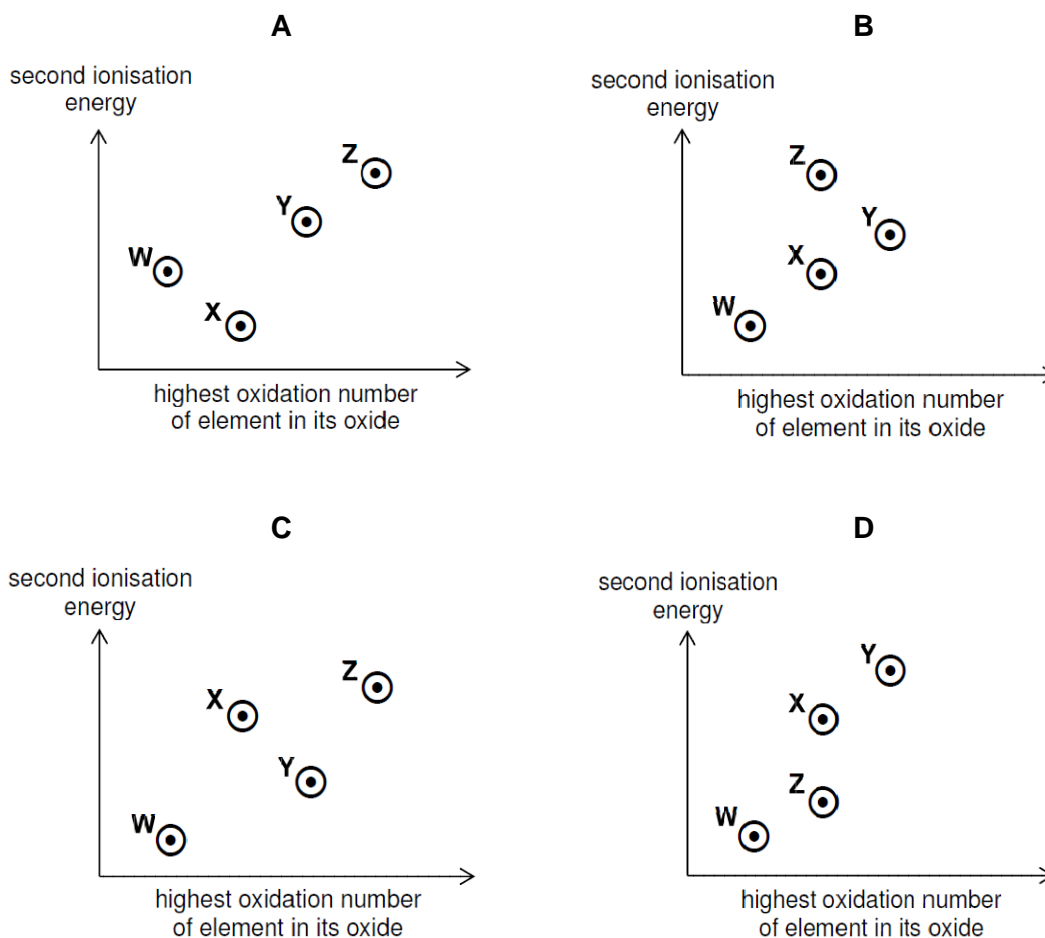 A
second ionisation
energy
Z
Y
W
X
highest oxidation number
of element in its oxide
B
second ionisation
energy
Z
Y
X
W
highest oxidation number
of element in its oxide
C
second ionisation
energy
Z
X
Y
W
highest oxidation number
of element in its oxide
D
second ionisation
energy
Y
X
Z
W
highest oxidation number
of element in its oxide